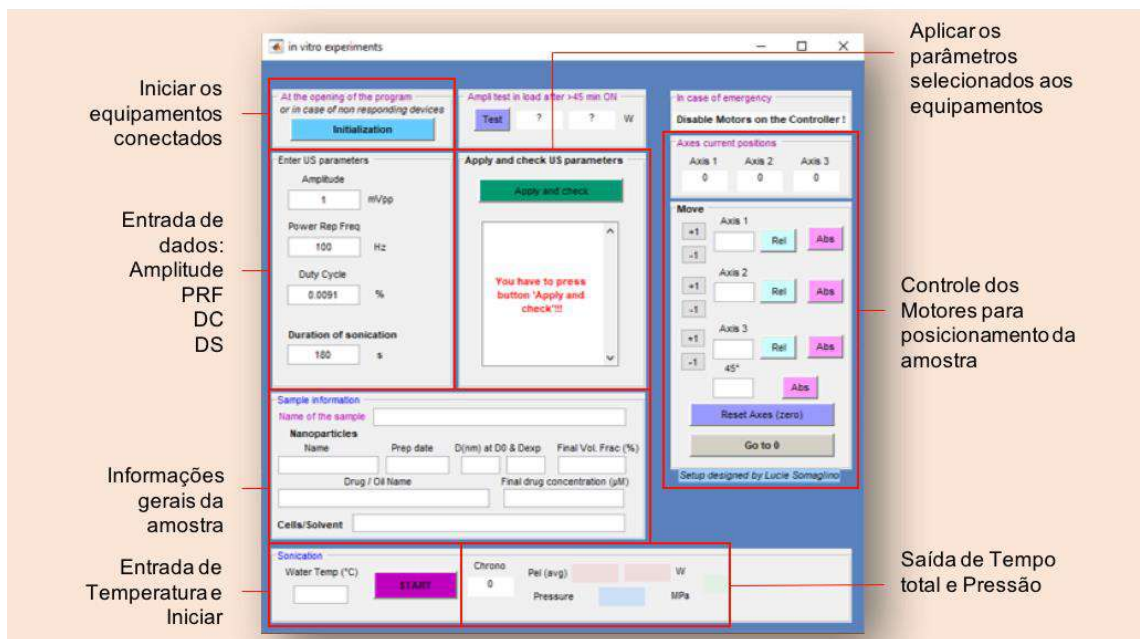 Iniciar os
equipamentos
conectados
Entrada de
dados:
Amplitude
PRF
DC
DS
Informações
gerais da
amostra
Entrada de
Temperatura e
Iniciar
in vitro experiments
At the opening of the program
or in case of non responding devices
Initialization
Ampli test in load after >45 min ON
Test ? ? W
In case of emergency
Disable Motors on the Controller !
Enter US parameters
Amplitude
1 mVpp
Power Rep Freq
100 Hz
Duty Cycle
0.0091 %
Duration of sonication
180 s
Apply and check US parameters
Apply and check
You have to press
button 'Apply and
check'!!!
Axes current positions
Axis 1 Axis 2 Axis 3
0 0 0
Move
Axis 1
+1 Rel Abs
-1
Axis 2
+1 Rel Abs
-1
Axis 3
+1 Rel Abs
-1
45°
Abs
Reset Axes (zero)
Go to 0
Setup designed by Lucie Somaglino
Sample information
Name of the sample
Nanoparticles
Name Prep date D(nm) at D0 & Dexp Final Vol. Frac (%)
Drug / Oil Name Final drug concentration (µM)
Cells/Solvent
Sonication
Water Temp (°C)
START
Chrono
0
Pel (avg) W
Pressure MPa
Aplicar os
parâmetros
selecionados aos
equipamentos
Controle dos
Motores para
posicionamento da
amostra
Saída de Tempo
total e Pressão